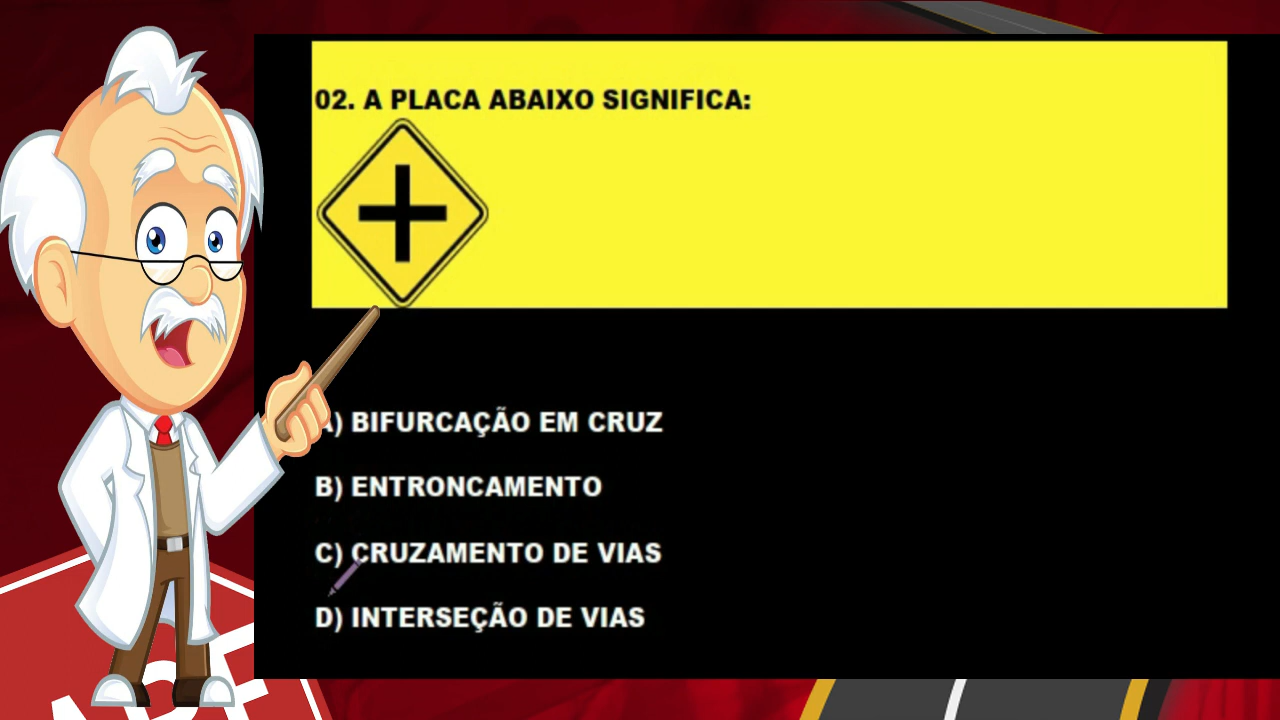 02. A PLACA ABAIXO SIGNIFICA:
A) BIFURCAÇÃO EM CRUZ
B) ENTRONCAMENTO
C) CRUZAMENTO DE VIAS
D) INTERSEÇÃO DE VIAS